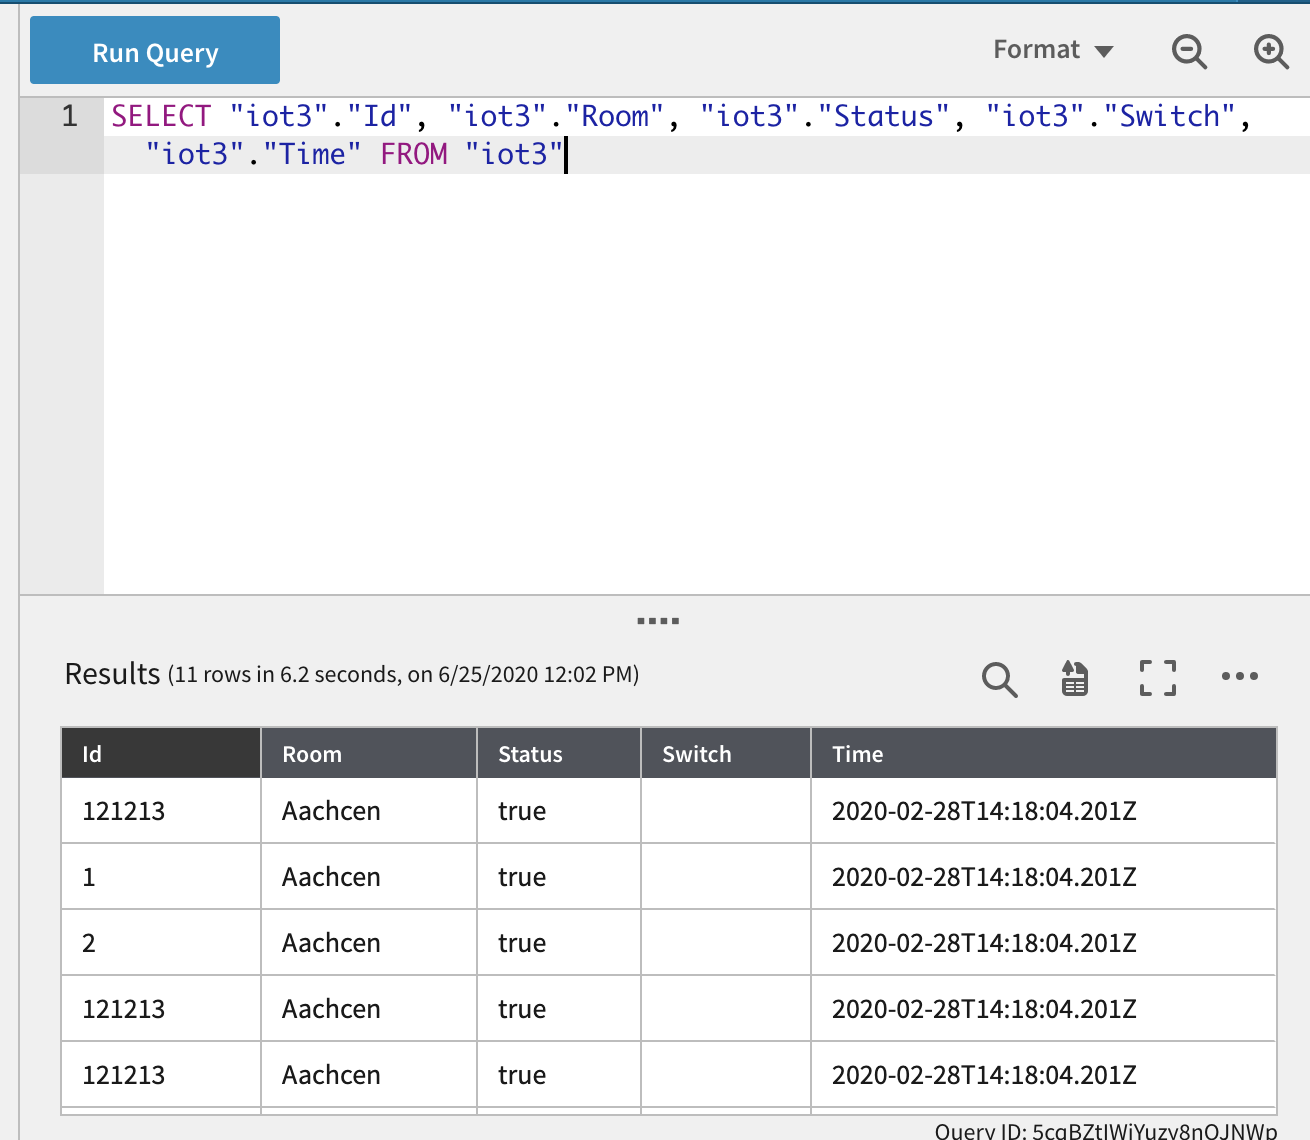 Run Query
Format
1 SELECT "iot3"."Id", "iot3"."Room", "iot3"."Status", "iot3"."Switch",
"iot3"."Time" FROM "iot3"
Results (11 rows in 6.2 seconds, on 6/25/2020 12:02 PM)
Id Room Status Switch Time
121213 Aachcen true 2020-02-28T14:18:04.201Z
1 Aachcen true 2020-02-28T14:18:04.201Z
2 Aachcen true 2020-02-28T14:18:04.201Z
121213 Aachcen true 2020-02-28T14:18:04.201Z
121213 Aachcen true 2020-02-28T14:18:04.201Z
Query ID: